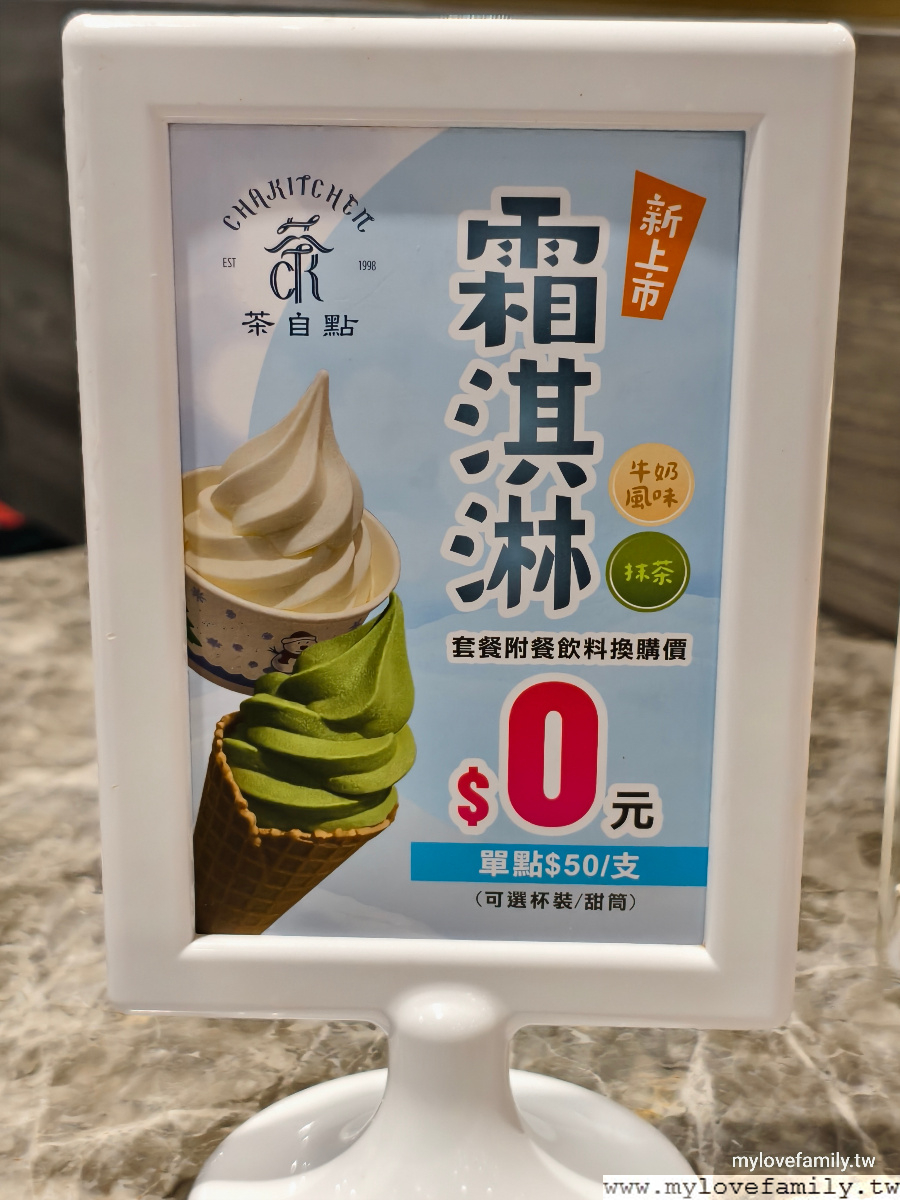 CHAKITCHEN
EST 1998
茶自點
新上市
霜淇淋
牛奶
風味
抹茶
套餐附餐飲料換購價
$0元
單點$50/支
(可選杯裝/甜筒)
mylovefamily.tw
www.mylovefamily.tw